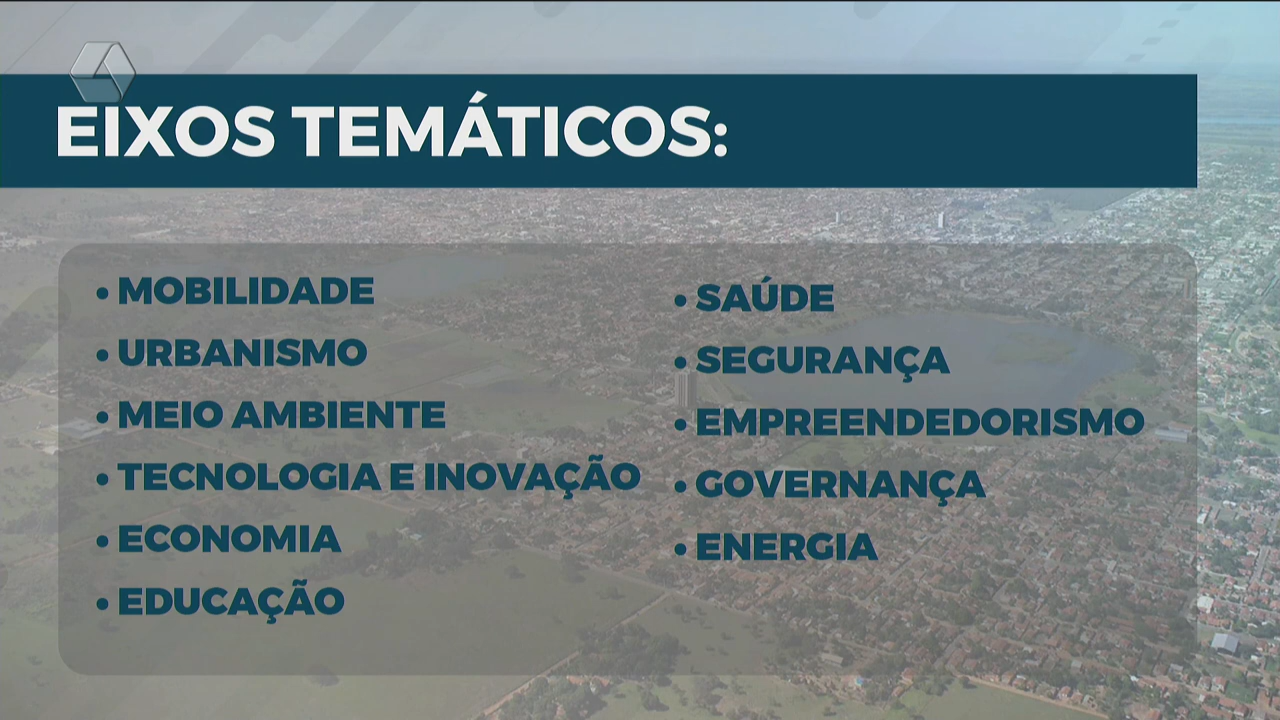 EIXOS TEMÁTICOS:
• MOBILIDADE
• URBANISMO
• MEIO AMBIENTE
• TECNOLOGIA E INOVAÇÃO
• ECONOMIA
• EDUCAÇÃO
• SAÚDE
• SEGURANÇA
• EMPREENDEDORISMO
• GOVERNANÇA
• ENERGIA